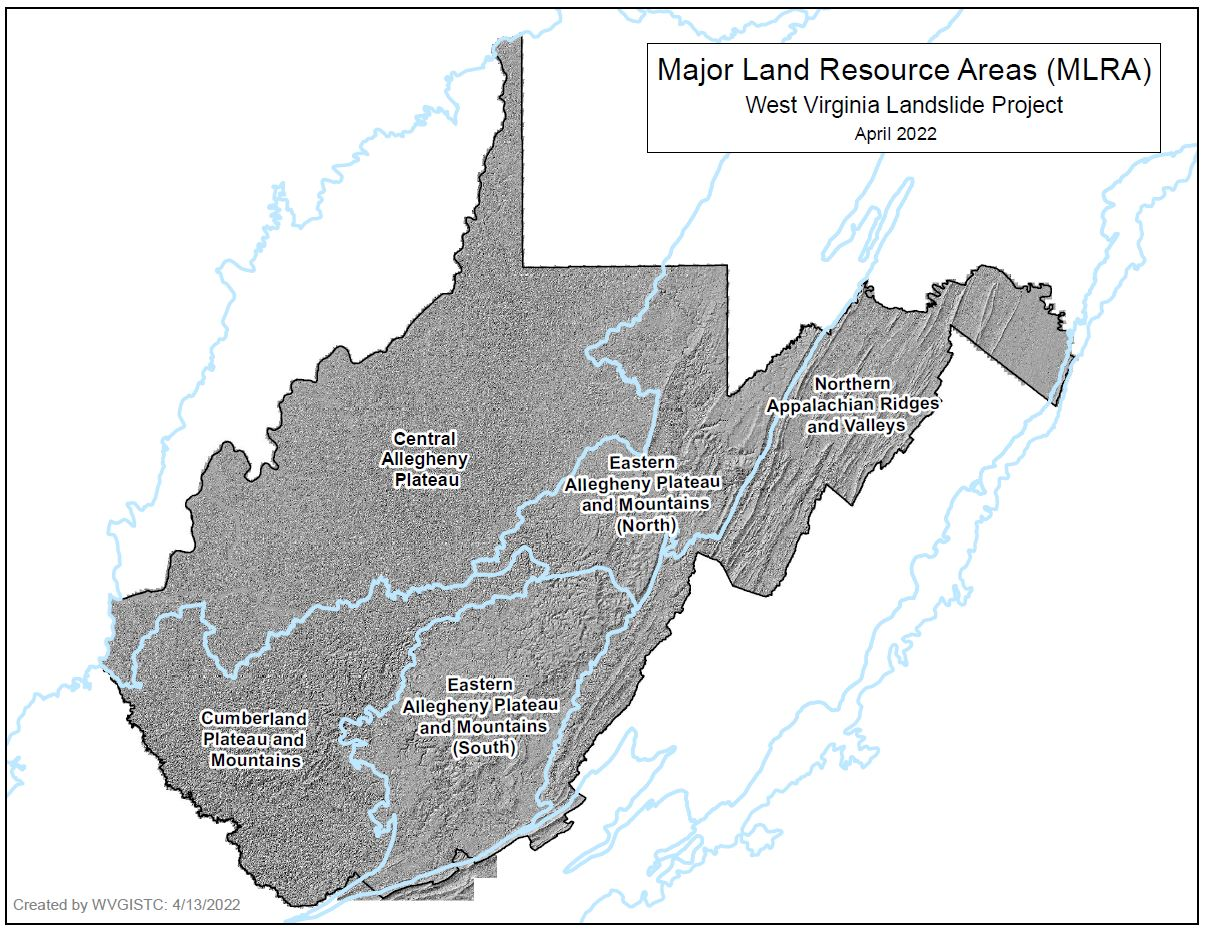 Major Land Resource Areas (MLRA)
West Virginia Landslide Project
April 2022
Northern
Appalachian Ridges
and Valleys
Central
Allegheny
Plateau
Eastern
Allegheny Plateau
and Mountains
(North)
Eastern
Allegheny Plateau
and Mountains
(South)
Cumberland
Plateau and
Mountains
Created by WVGISTC: 4/13/2022